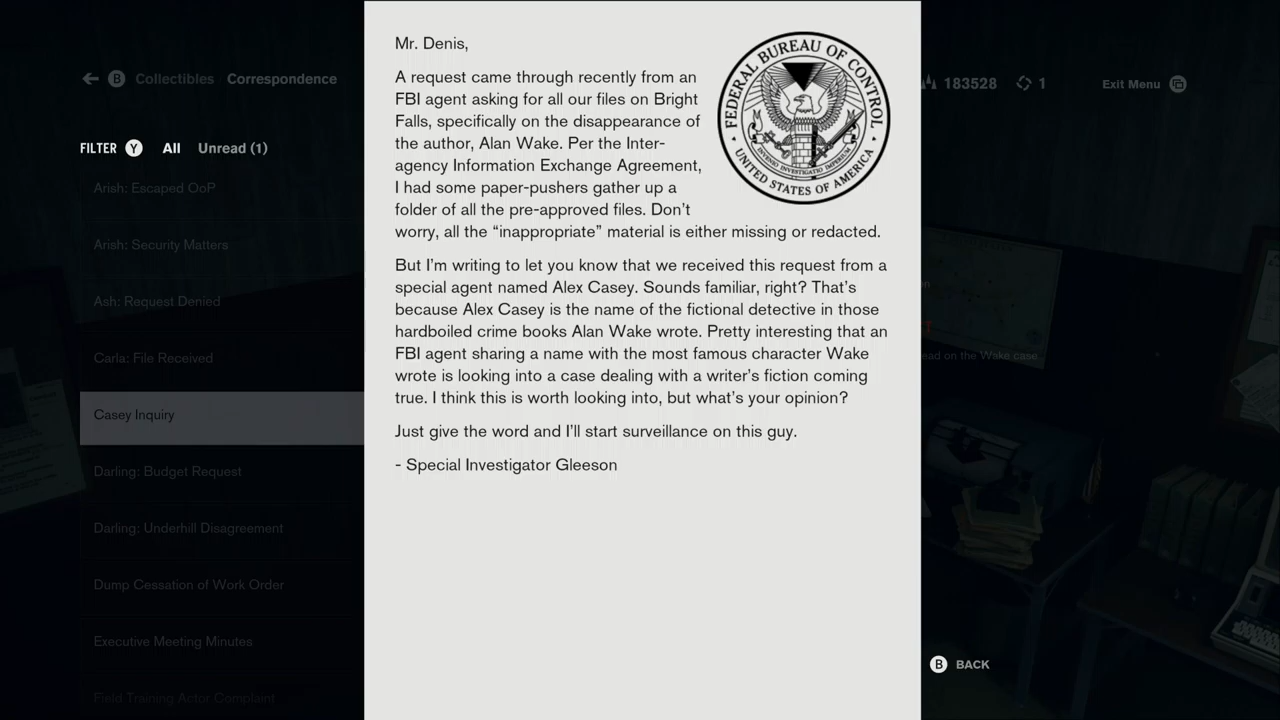 Mr. Denis,
A request came through recently from an
FBI agent asking for all our files on Bright
Falls, specifically on the disappearance of
the author, Alan Wake. Per the Inter-
agency Information Exchange Agreement,
I had some paper-pushers gather up a
folder of all the pre-approved files. Don't
worry, all the “inappropriate” material is either missing or redacted.
But I'm writing to let you know that we received this request from a
special agent named Alex Casey. Sounds familiar, right? That's
because Alex Casey is the name of the fictional detective in those
hardboiled crime books Alan Wake wrote. Pretty interesting that an
FBI agent sharing a name with the most famous character Wake
wrote is looking into a case dealing with a writer's fiction coming
true. I think this is worth looking into, but what's your opinion?
Just give the word and I'll start surveillance on this guy.
- Special Investigator Gleeson
FEDERAL BUREAU OF CONTROL
INVENIO INVESTIGATIO IMPERIUM
UNITED STATES OF AMERICA
B Collectibles Correspondence
183528 1 Exit Menu
FILTER Y All Unread (1)
Arish: Escaped OoP
Arish: Security Matters
Ash: Request Denied
Carla: File Received
Casey Inquiry
Darling: Budget Request
Darling: Underhill Disagreement
Dump Cessation of Work Order
Executive Meeting Minutes
Field Training Actor Complaint
on the Wake case
B BACK